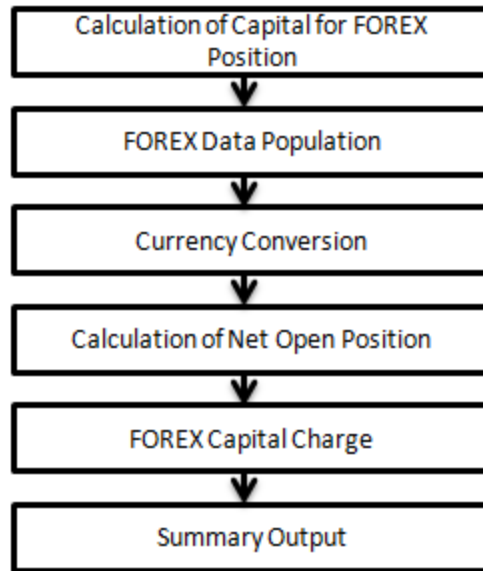 Calculation of Capital for FOREX
Position
FOREX Data Population
Currency Conversion
Calculation of Net Open Position
FOREX Capital Charge
Summary Output